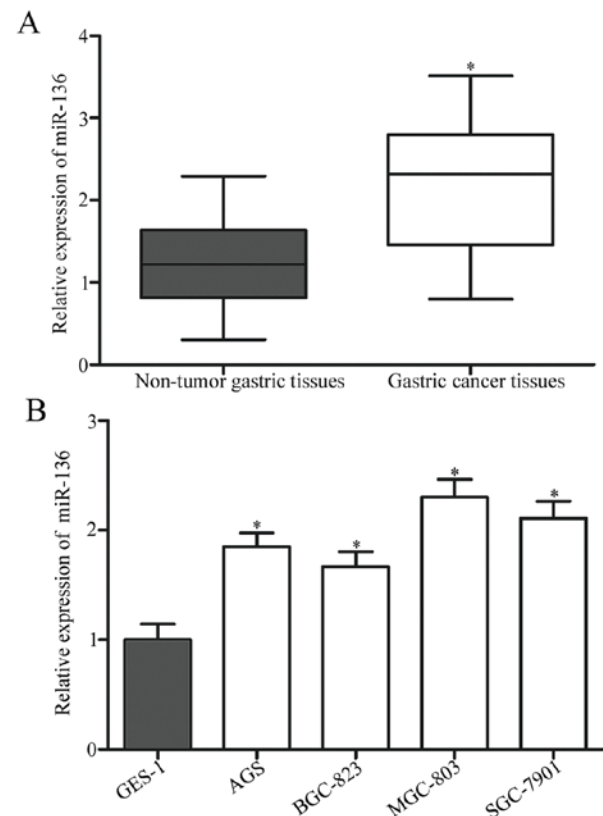 A
Relative expression of miR-136
4
3
2
1
0
*
Non-tumor gastric tissues
Gastric cancer tissues
B
Relative expression of miR-136
3
2
1
0
*
*
*
*
GES-1
AGS
BGC-823
MGC-803
SGC-7901